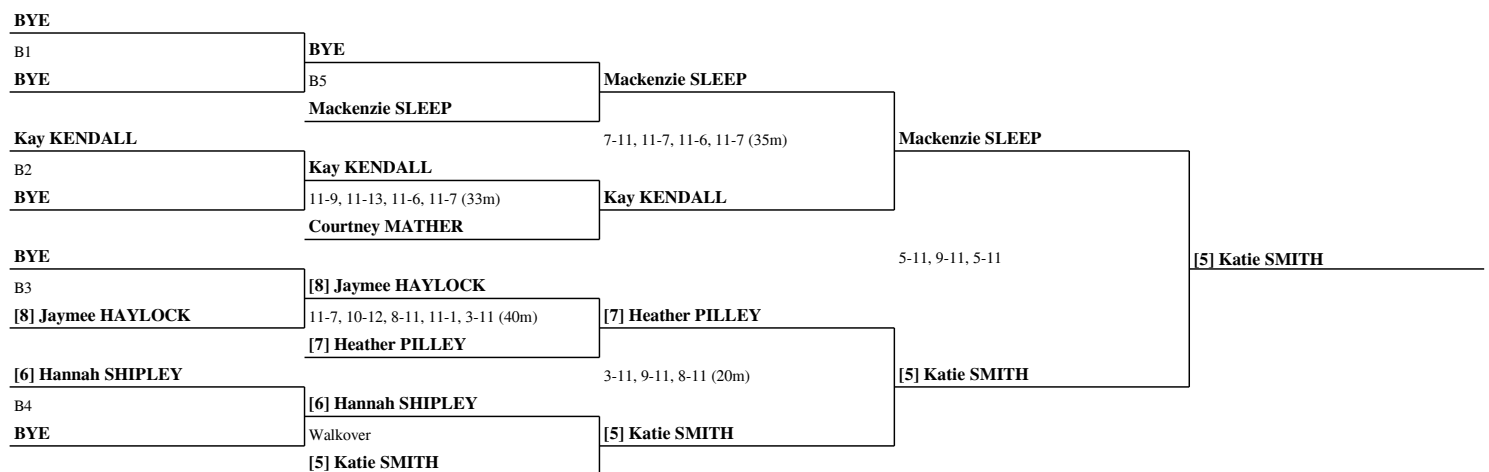 BYE
B1
BYE
BYE
B5
Mackenzie SLEEP
Mackenzie SLEEP
Kay KENDALL
B2
BYE
Kay KENDALL
11-9, 11-13, 11-6, 11-7 (33m)
Courtney MATHER
7-11, 11-7, 11-6, 11-7 (35m)
Kay KENDALL
Mackenzie SLEEP
BYE
B3
[8] Jaymee HAYLOCK
[8] Jaymee HAYLOCK
11-7, 10-12, 8-11, 11-1, 3-11 (40m)
[7] Heather PILLEY
[7] Heather PILLEY
5-11, 9-11, 5-11
[5] Katie SMITH
[6] Hannah SHIPLEY
B4
BYE
[6] Hannah SHIPLEY
Walkover
[5] Katie SMITH
3-11, 9-11, 8-11 (20m)
[5] Katie SMITH
[5] Katie SMITH